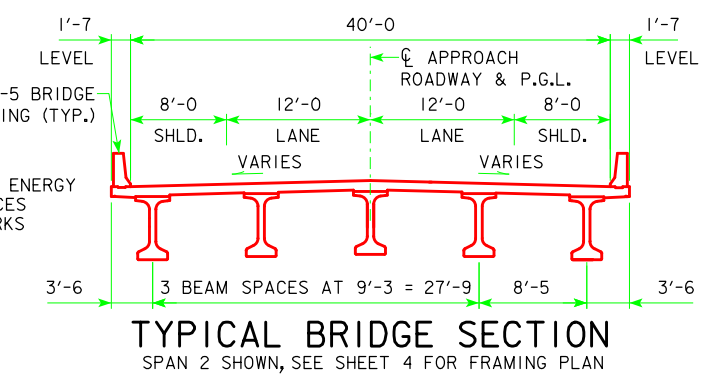 1'-7
40'-0
1'-7
LEVEL
℄ APPROACH
ROADWAY & P.G.L.
LEVEL
-5 BRIDGE
ING (TYP.)
8'-0
12'-0
12'-0
8'-0
SHLD.
LANE
LANE
SHLD.
VARIES
VARIES
ENERGY
CES
RKS
3'-6
3 BEAM SPACES AT 9'-3 = 27'-9
8'-5
3'-6
TYPICAL BRIDGE SECTION
SPAN 2 SHOWN, SEE SHEET 4 FOR FRAMING PLAN